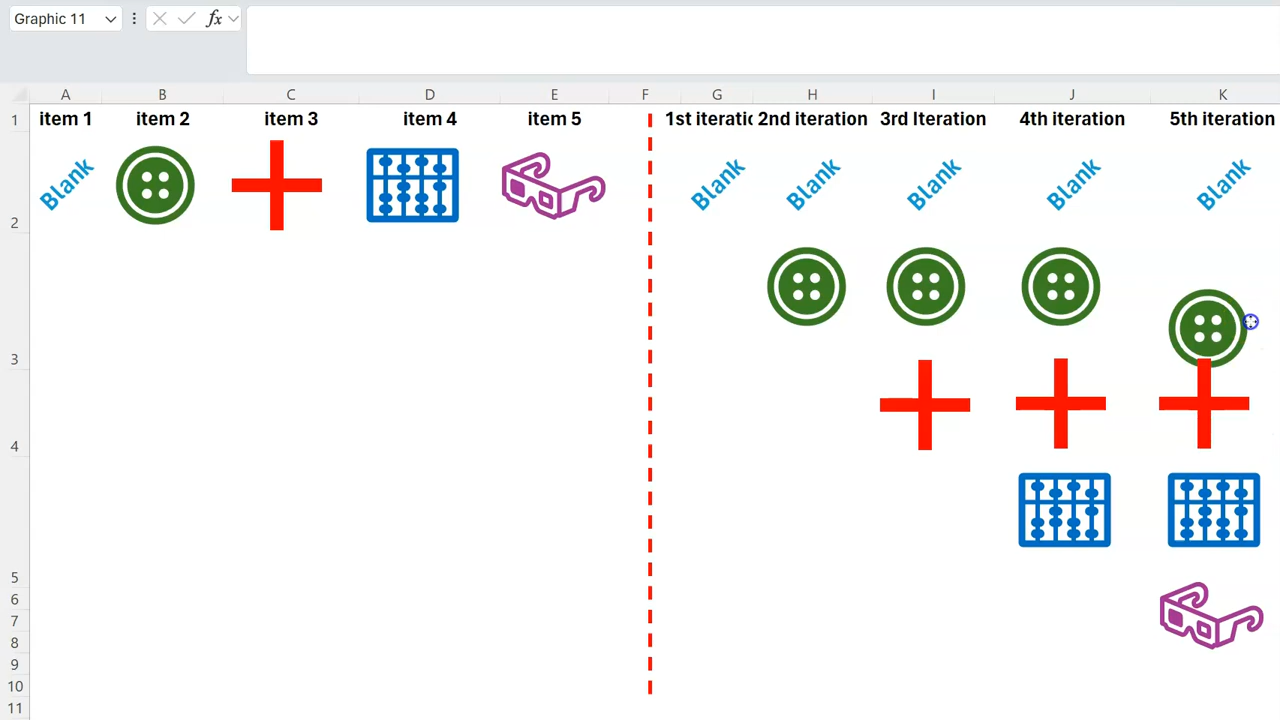 Graphic 11
fx
A B C D E F G H I J K
1 item 1 item 2 item 3 item 4 item 5 1st iteratic 2nd iteration 3rd Iteration 4th iteration 5th iteration
2 Blank Blank Blank Blank Blank Blank
3
4
5
6
7
8
9
10
11